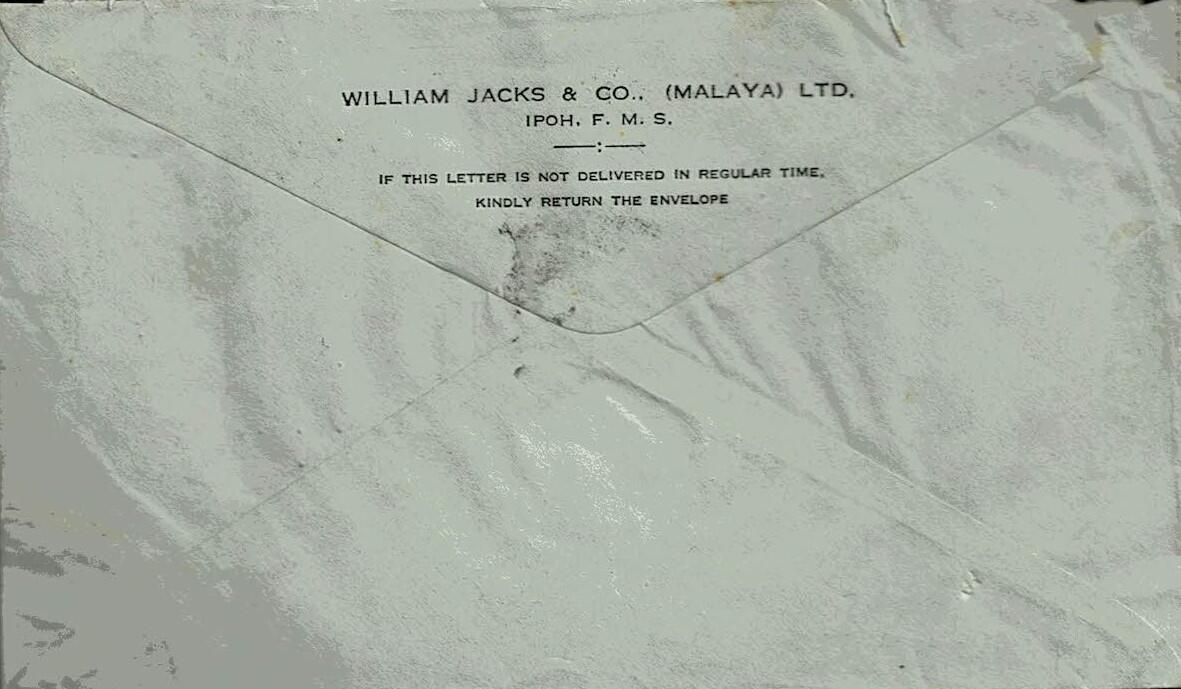 WILLIAM JACKS & CO., (MALAYA) LTD.
IPOH, F. M. S.
IF THIS LETTER IS NOT DELIVERED IN REGULAR TIME,
KINDLY RETURN THE ENVELOPE